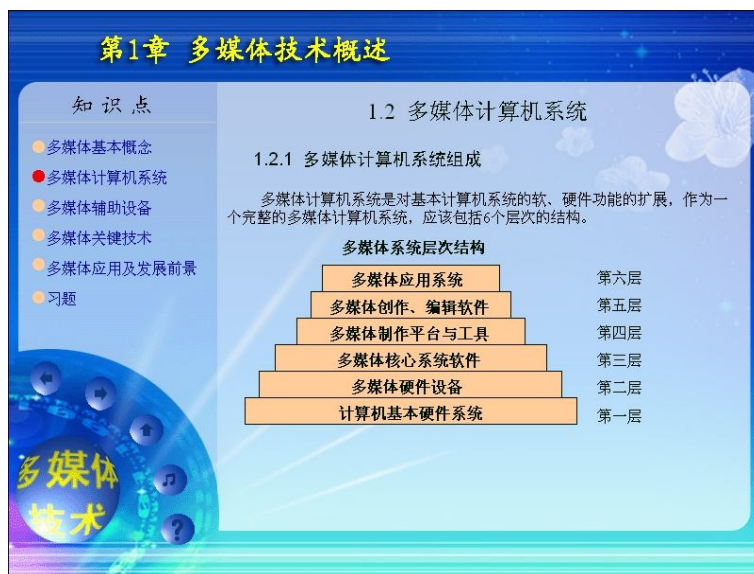 第1章 多媒体技术概述
知识点
多媒体基本概念
多媒体计算机系统
多媒体辅助设备
多媒体关键技术
多媒体应用及发展前景
习题
多媒体
技术
?
1.2 多媒体计算机系统
1.2.1 多媒体计算机系统组成
多媒体计算机系统是对基本计算机系统的软、硬件功能的扩展，作为一
个完整的多媒体计算机系统，应该包括6个层次的结构。
多媒体系统层次结构
多媒体应用系统 第六层
多媒体创作、编辑软件 第五层
多媒体制作平台与工具 第四层
多媒体核心系统软件 第三层
多媒体硬件设备 第二层
计算机基本硬件系统 第一层